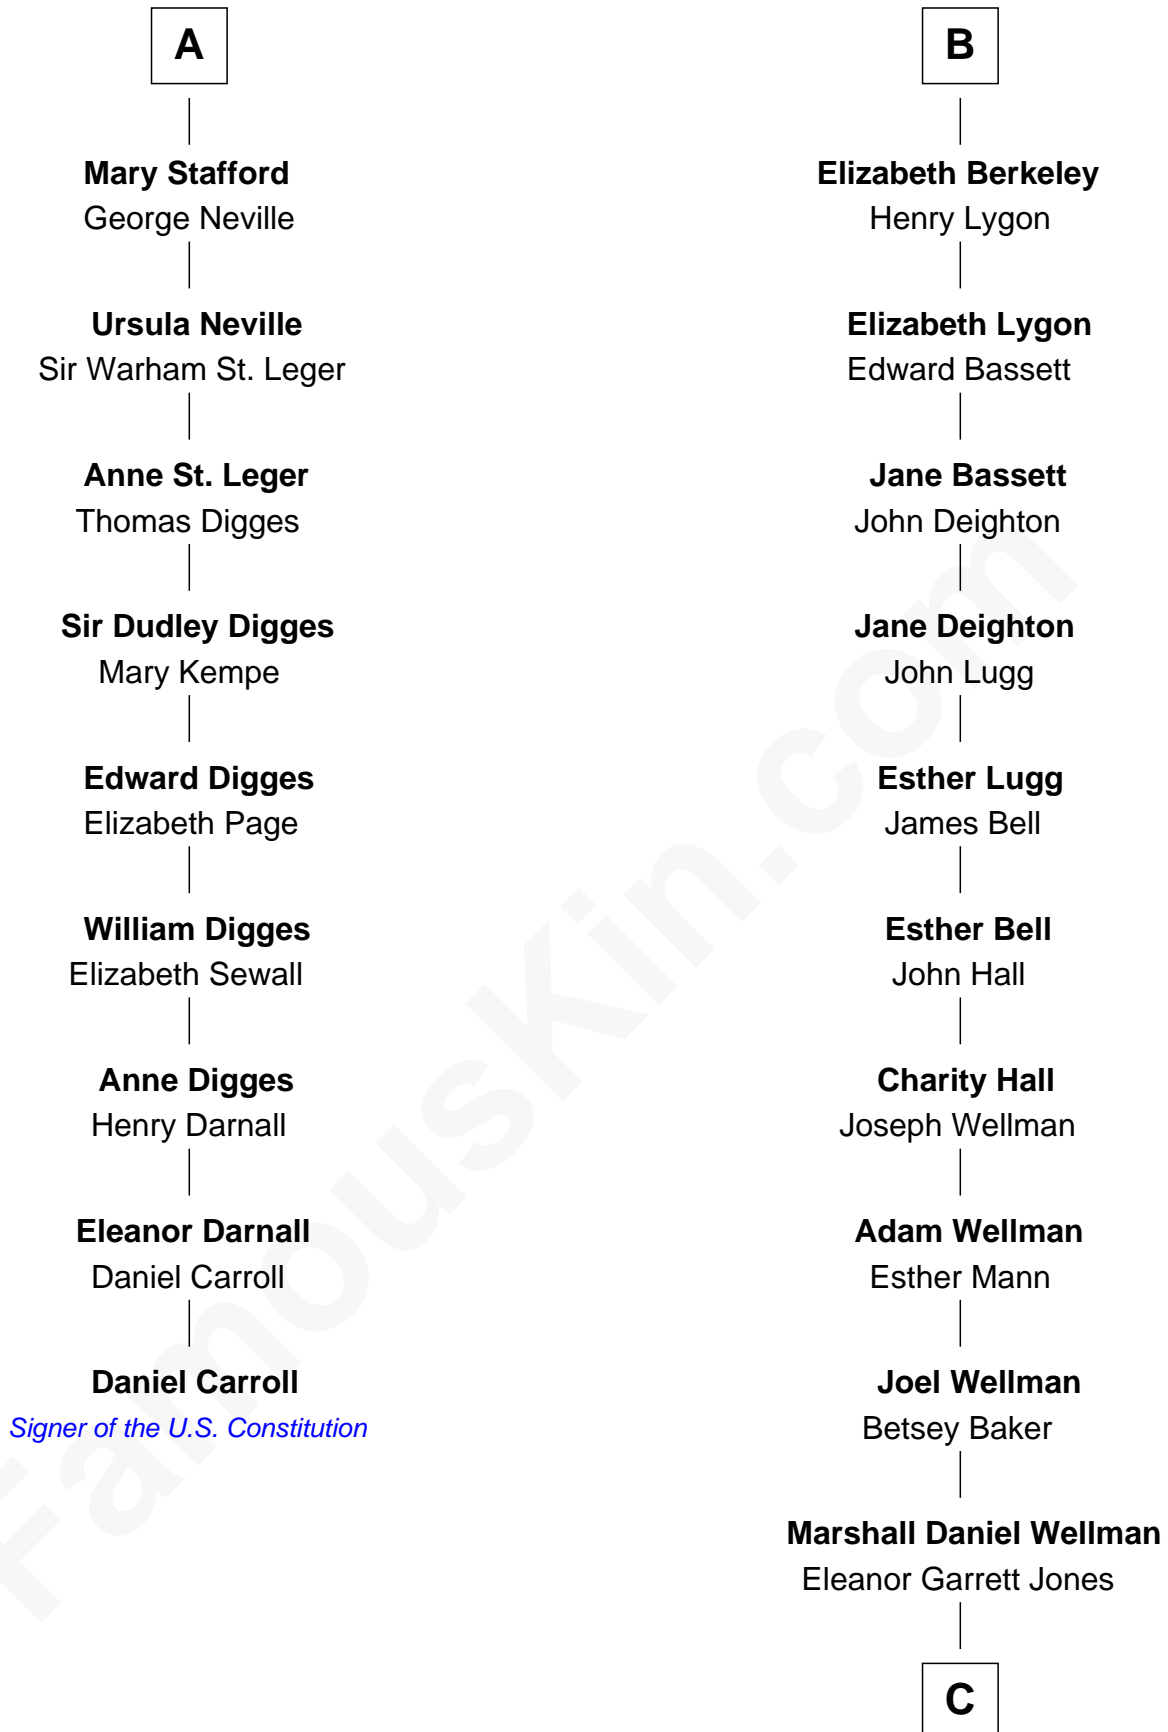 A
Mary Stafford
George Neville
Ursula Neville
Sir Warham St. Leger
Anne St. Leger
Thomas Digges
Sir Dudley Digges
Mary Kempe
Edward Digges
Elizabeth Page
William Digges
Elizabeth Sewall
Anne Digges
Henry Darnall
Eleanor Darnall
Daniel Carroll
Daniel Carroll
Signer of the U.S. Constitution
B
Elizabeth Berkeley
Henry Lygon
Elizabeth Lygon
Edward Bassett
Jane Bassett
John Deighton
Jane Deighton
John Lugg
Esther Lugg
James Bell
Esther Bell
John Hall
Charity Hall
Joseph Wellman
Adam Wellman
Esther Mann
Joel Wellman
Betsey Baker
Marshall Daniel Wellman
Eleanor Garrett Jones
C
FamousKin.com